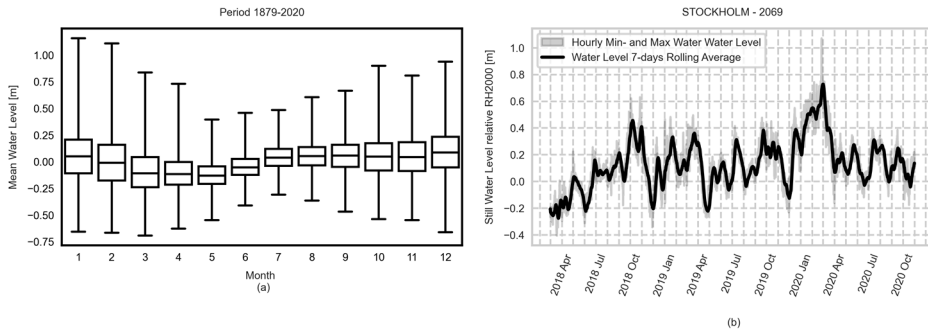 Period 1879-2020
Mean Water Level [m]
1.00
0.75
0.50
0.25
0.00
−0.25
−0.50
−0.75
1 2 3 4 5 6 7 8 9 10 11 12
Month
(a)
STOCKHOLM - 2069
Hourly Min- and Max Water Water Level
Water Level 7-days Rolling Average
Still Water Level relative RH2000 [m]
1.0
0.8
0.6
0.4
0.2
0.0
−0.2
−0.4
2018 Apr
2018 Jul
2018 Oct
2019 Jan
2019 Apr
2019 Jul
2019 Oct
2020 Jan
2020 Apr
2020 Jul
2020 Oct
(b)